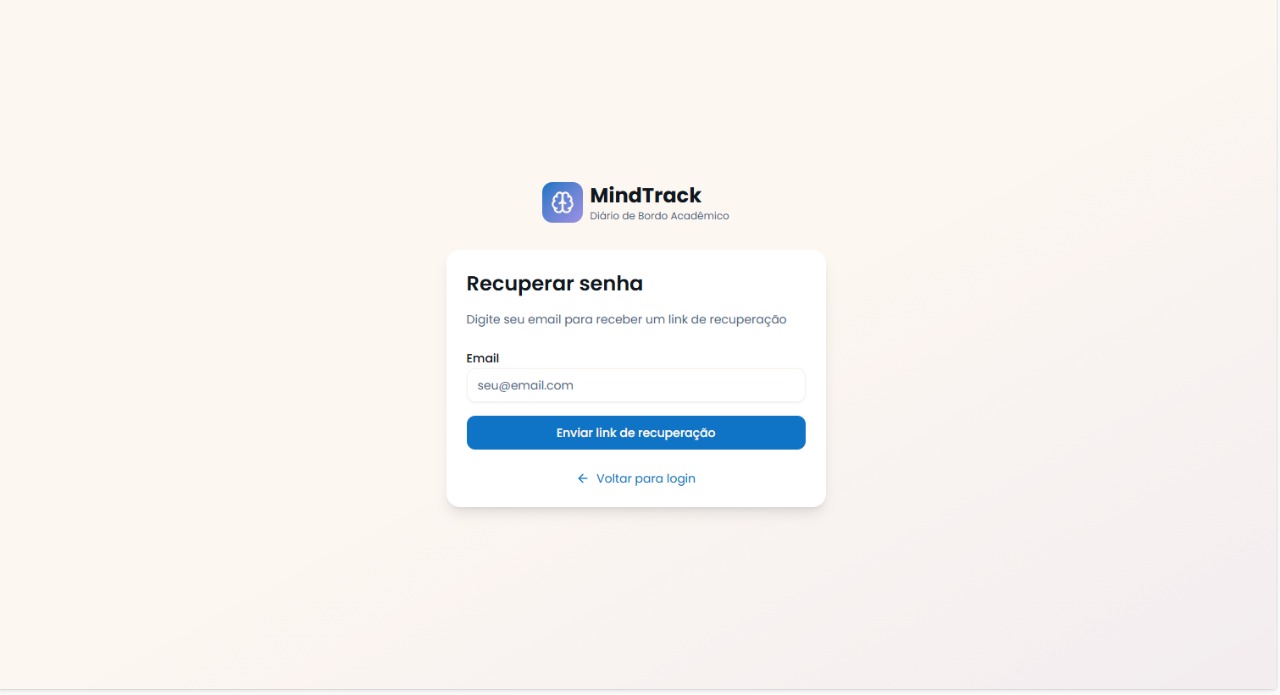 MindTrack
Diário de Bordo Acadêmico
Recuperar senha
Digite seu email para receber um link de recuperação
Email
seu@email.com
Enviar link de recuperação
Voltar para login